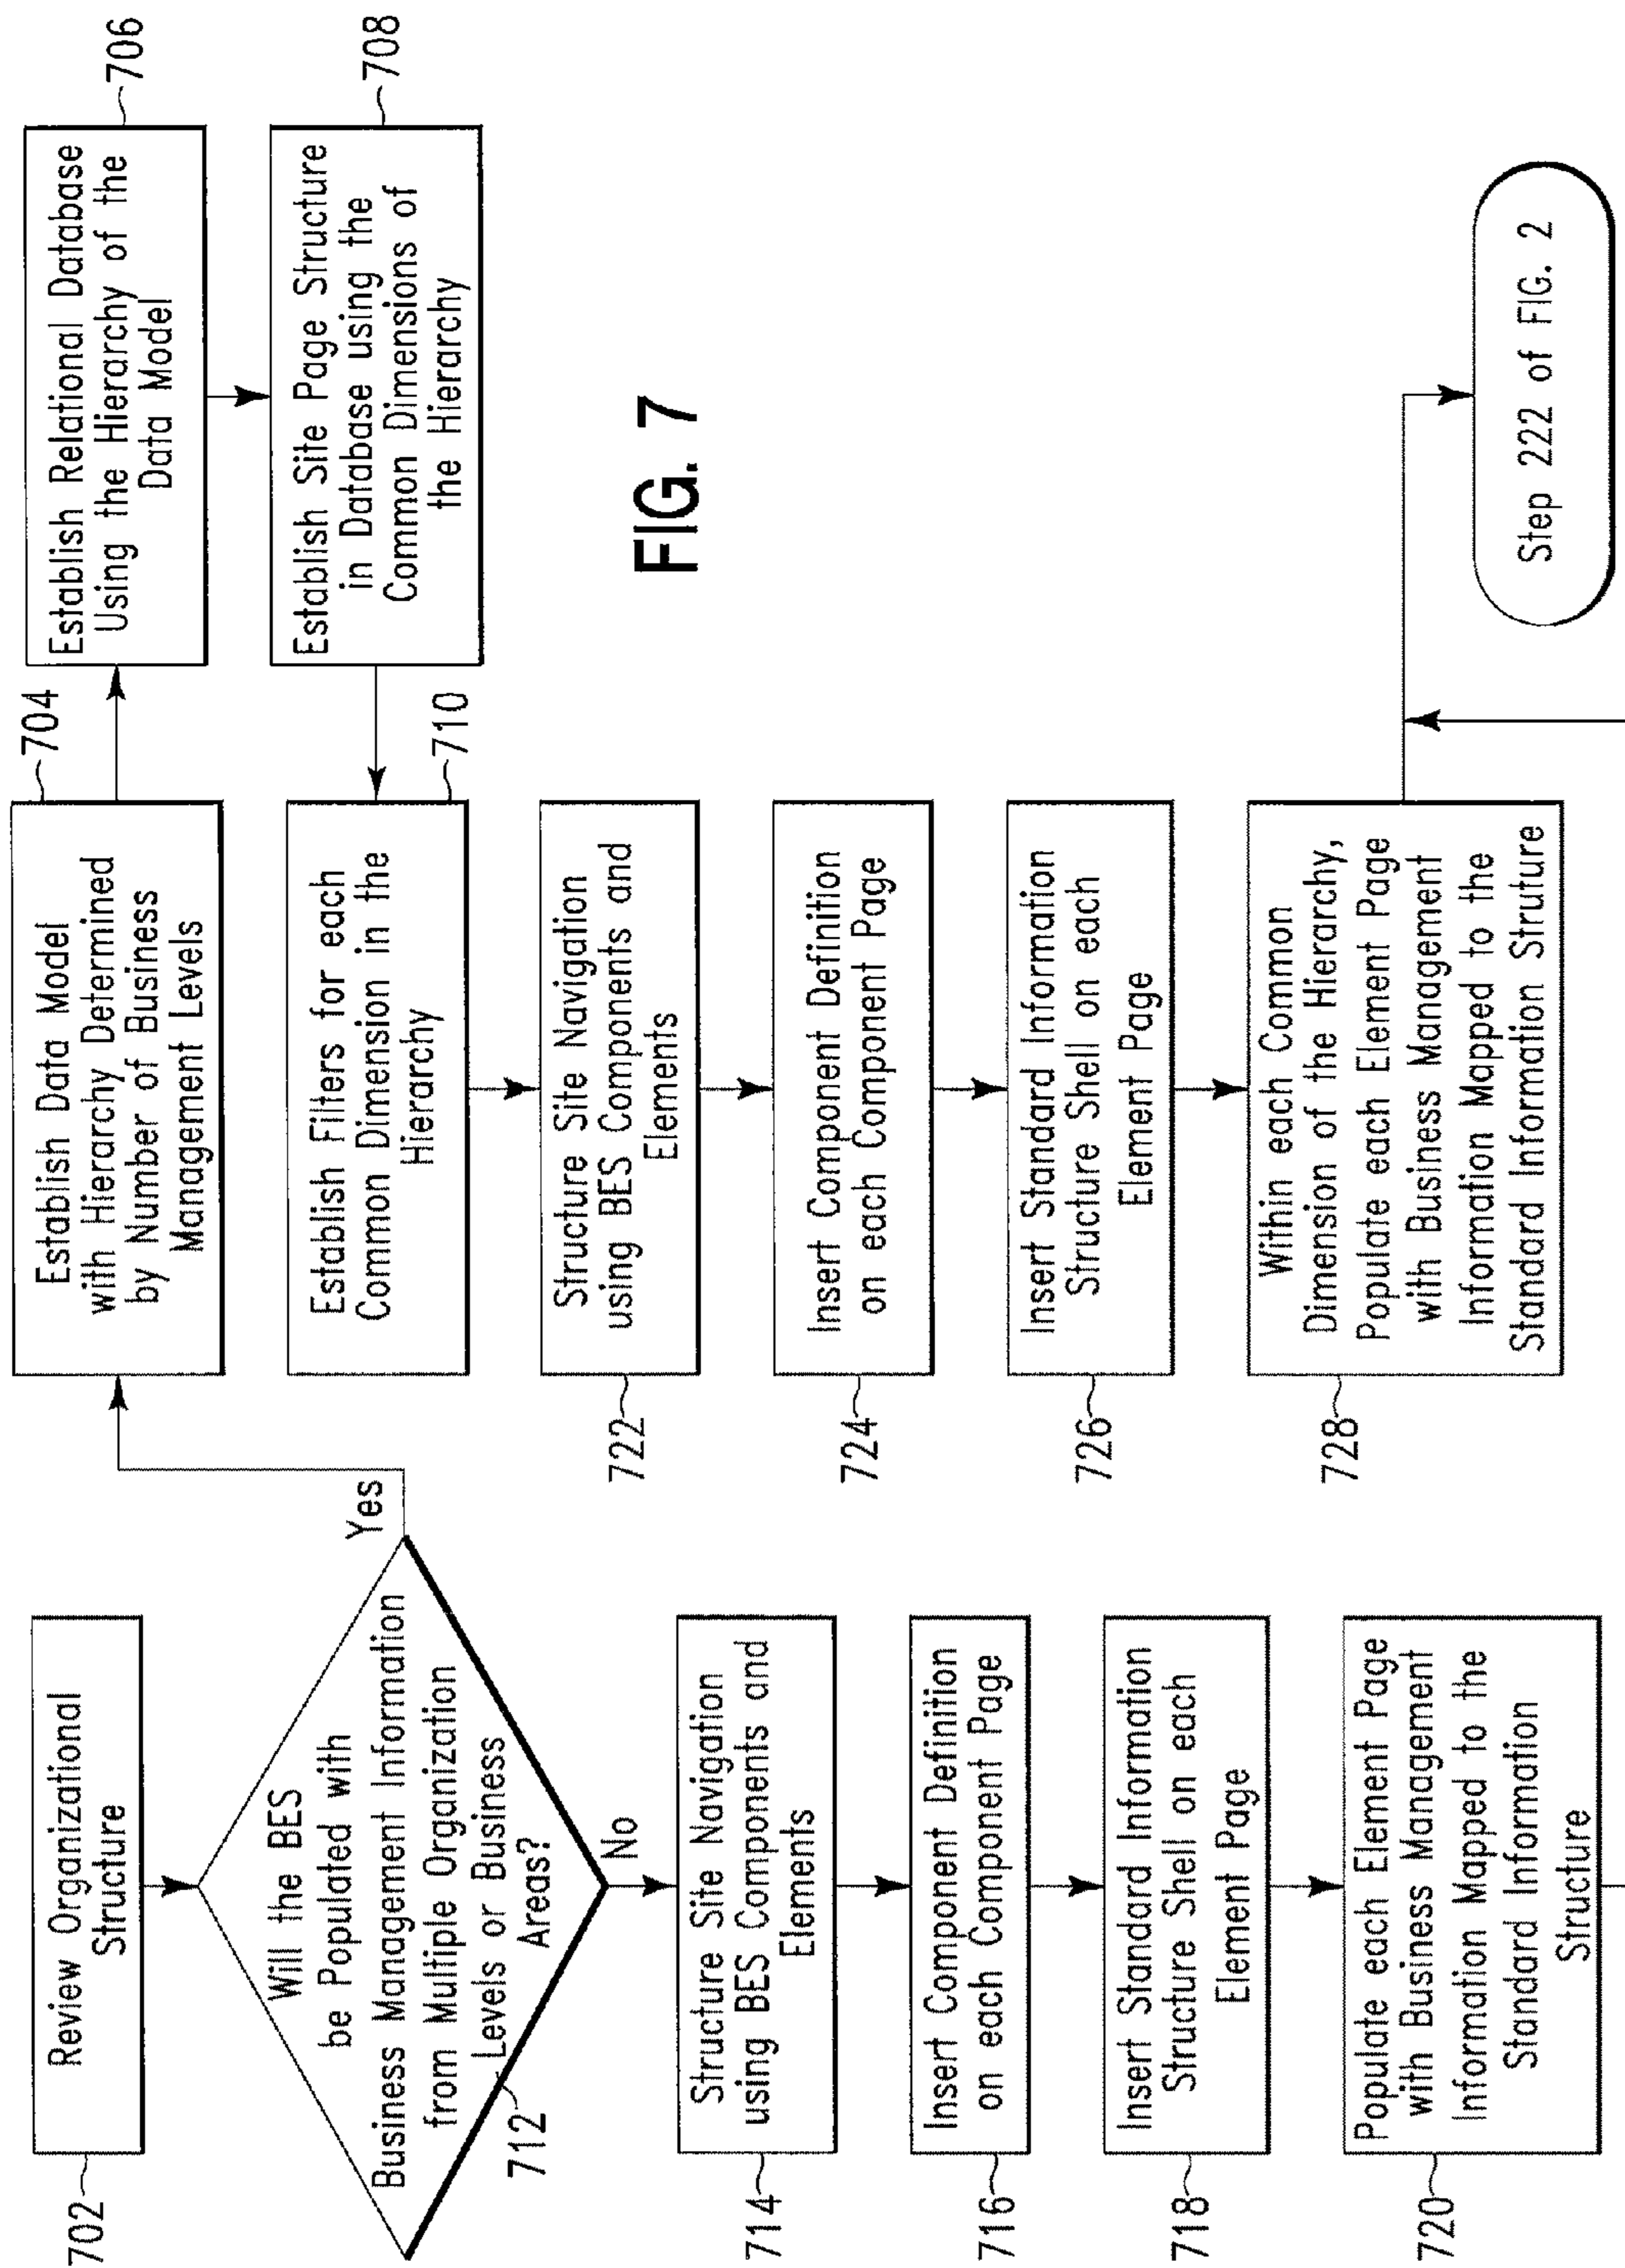 702
Review Organizational
Structure
Will the BES
be Populated with
Business Management Information
from Multiple Organization
Levels or Business
Areas?
712
Yes
No
714
Structure Site Navigation
using BES Components and
Elements
716
Insert Component Definition
on each Component Page
718
Insert Standard Information
Structure Shell on each
Element Page
720
Populate each Element Page
with Business Management
Information Mapped to the
Standard Information
Structure
704
Establish Data Model
with Hierarchy Determined
by Number of Business
Management Levels
706
Establish Relational Database
Using the Hierarchy of the
Data Model
708
Establish Site Page Structure
in Database using the
Common Dimensions of
the Hierarchy
710
Establish Filters for each
Common Dimension in the
Hierarchy
722
Structure Site Navigation
using BES Components and
Elements
724
Insert Component Definition
on each Component Page
726
Insert Standard Information
Structure Shell on each
Element Page
728
Within each Common
Dimension of the Hierarchy,
Populate each Element Page
with Business Management
Information Mapped to the
Standard Information Struture
Step 222 of FIG. 2
FIG. 7